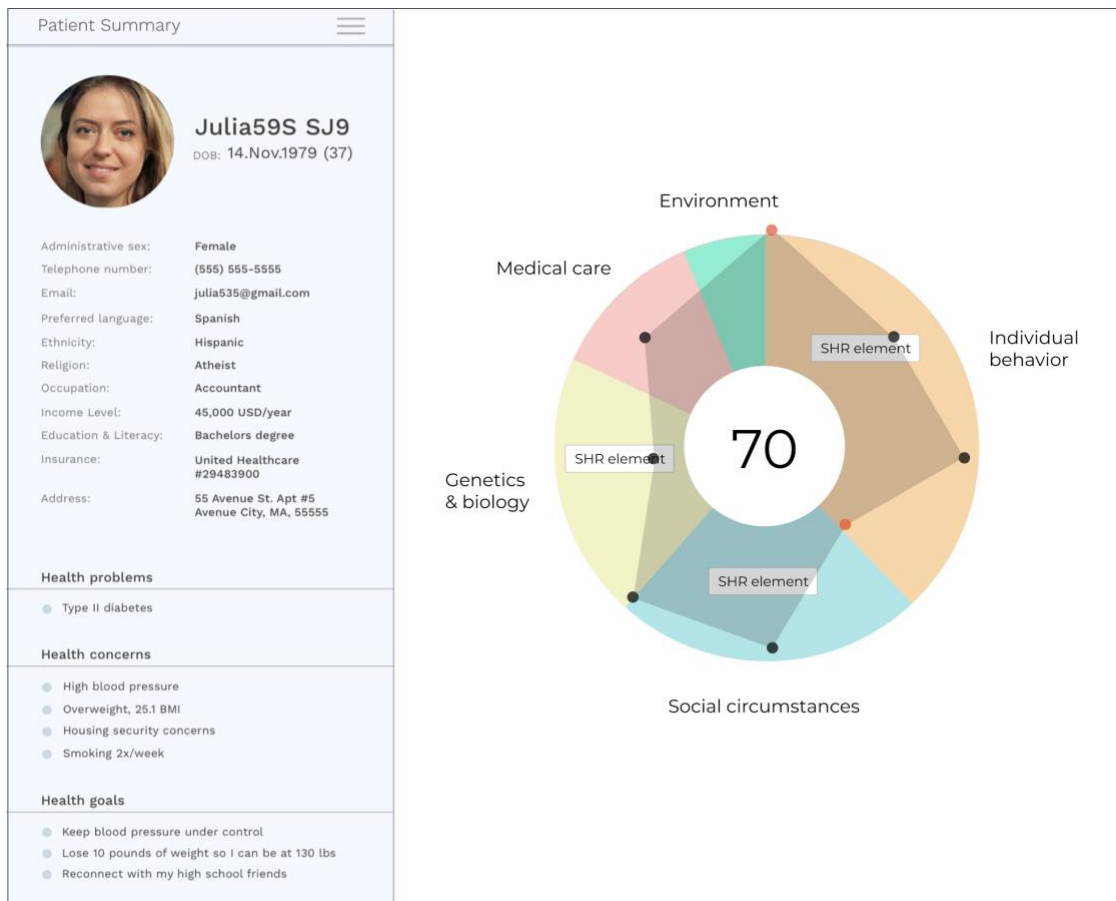 Patient Summary
Julia59S SJ9
DOB: 14.Nov.1979 (37)
Administrative sex: Female
Telephone number: (555) 555-5555
Email: julia535@gmail.com
Preferred language: Spanish
Ethnicity: Hispanic
Religion: Atheist
Occupation: Accountant
Income Level: 45,000 USD/year
Education & Literacy: Bachelors degree
Insurance: United Healthcare
#29483900
Address: 55 Avenue St. Apt #5
Avenue City, MA, 55555
Health problems
Type II diabetes
Health concerns
High blood pressure
Overweight, 25.1 BMI
Housing security concerns
Smoking 2x/week
Health goals
Keep blood pressure under control
Lose 10 pounds of weight so I can be at 130 lbs
Reconnect with my high school friends
Environment
Medical care
Individual
behavior
SHR element
70
SHR element
Genetics
& biology
SHR element
Social circumstances